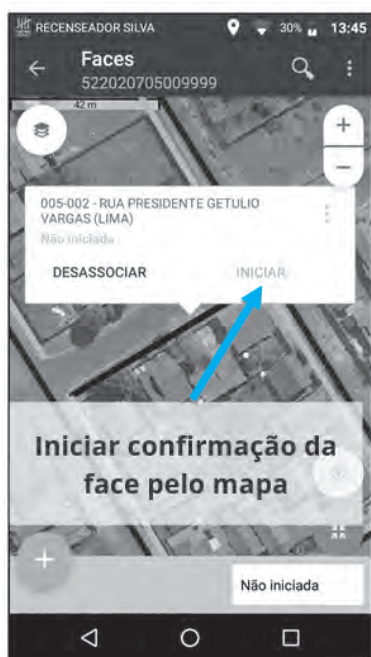 RECENSEADOR SILVA 30% 13:45
Faces
522020705009999
42 m
+
−
005-002 - RUA PRESIDENTE GETULIO
VARGAS (LIMA)
Não iniciada
DESASSOCIAR INICIAR
Iniciar confirmação da
face pelo mapa
+
Não iniciada